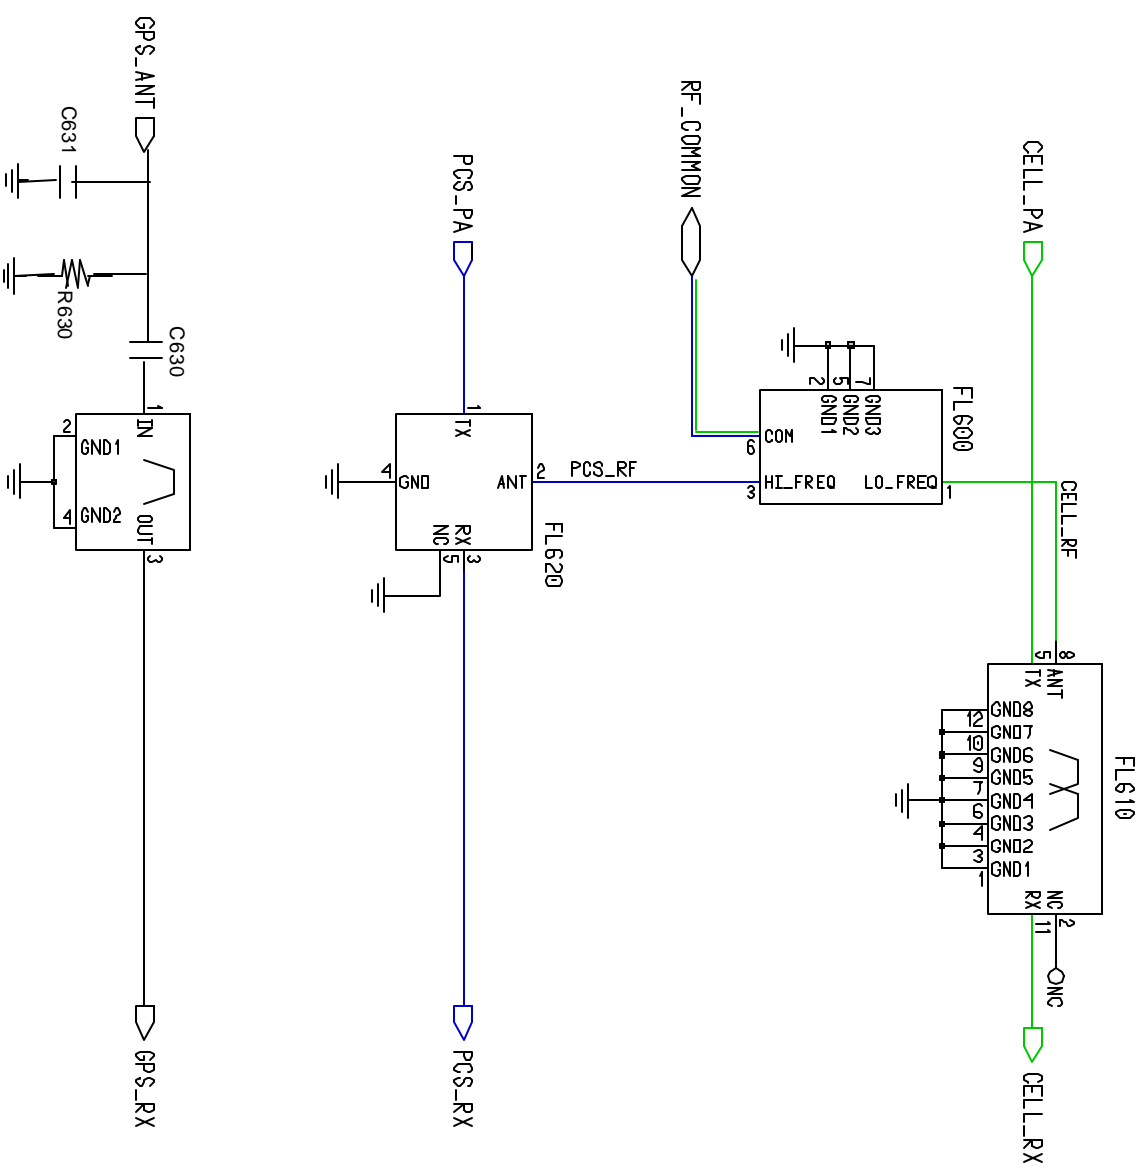 GPS_ANT
C631
R630
C630
1
IN
2
GND1
4
GND2
OUT
3
GPS_RX
PCS_PA
1
TX
4
GND
ANT
2
PCS_RF
NC
RX
5
3
FL620
PCS_RX
RF_COMMON
2
5
7
GND1
GND2
GND3
FL600
COM
6
HI_FREQ
3
LO_FREQ
1
CELL_PA
CELL_RF
5
8
TX
ANT
GND8
12
GND7
10
GND6
9
GND5
7
GND4
6
GND3
4
GND2
3
GND1
1
FL610
RX
NC
11
2
NC
CELL_RX